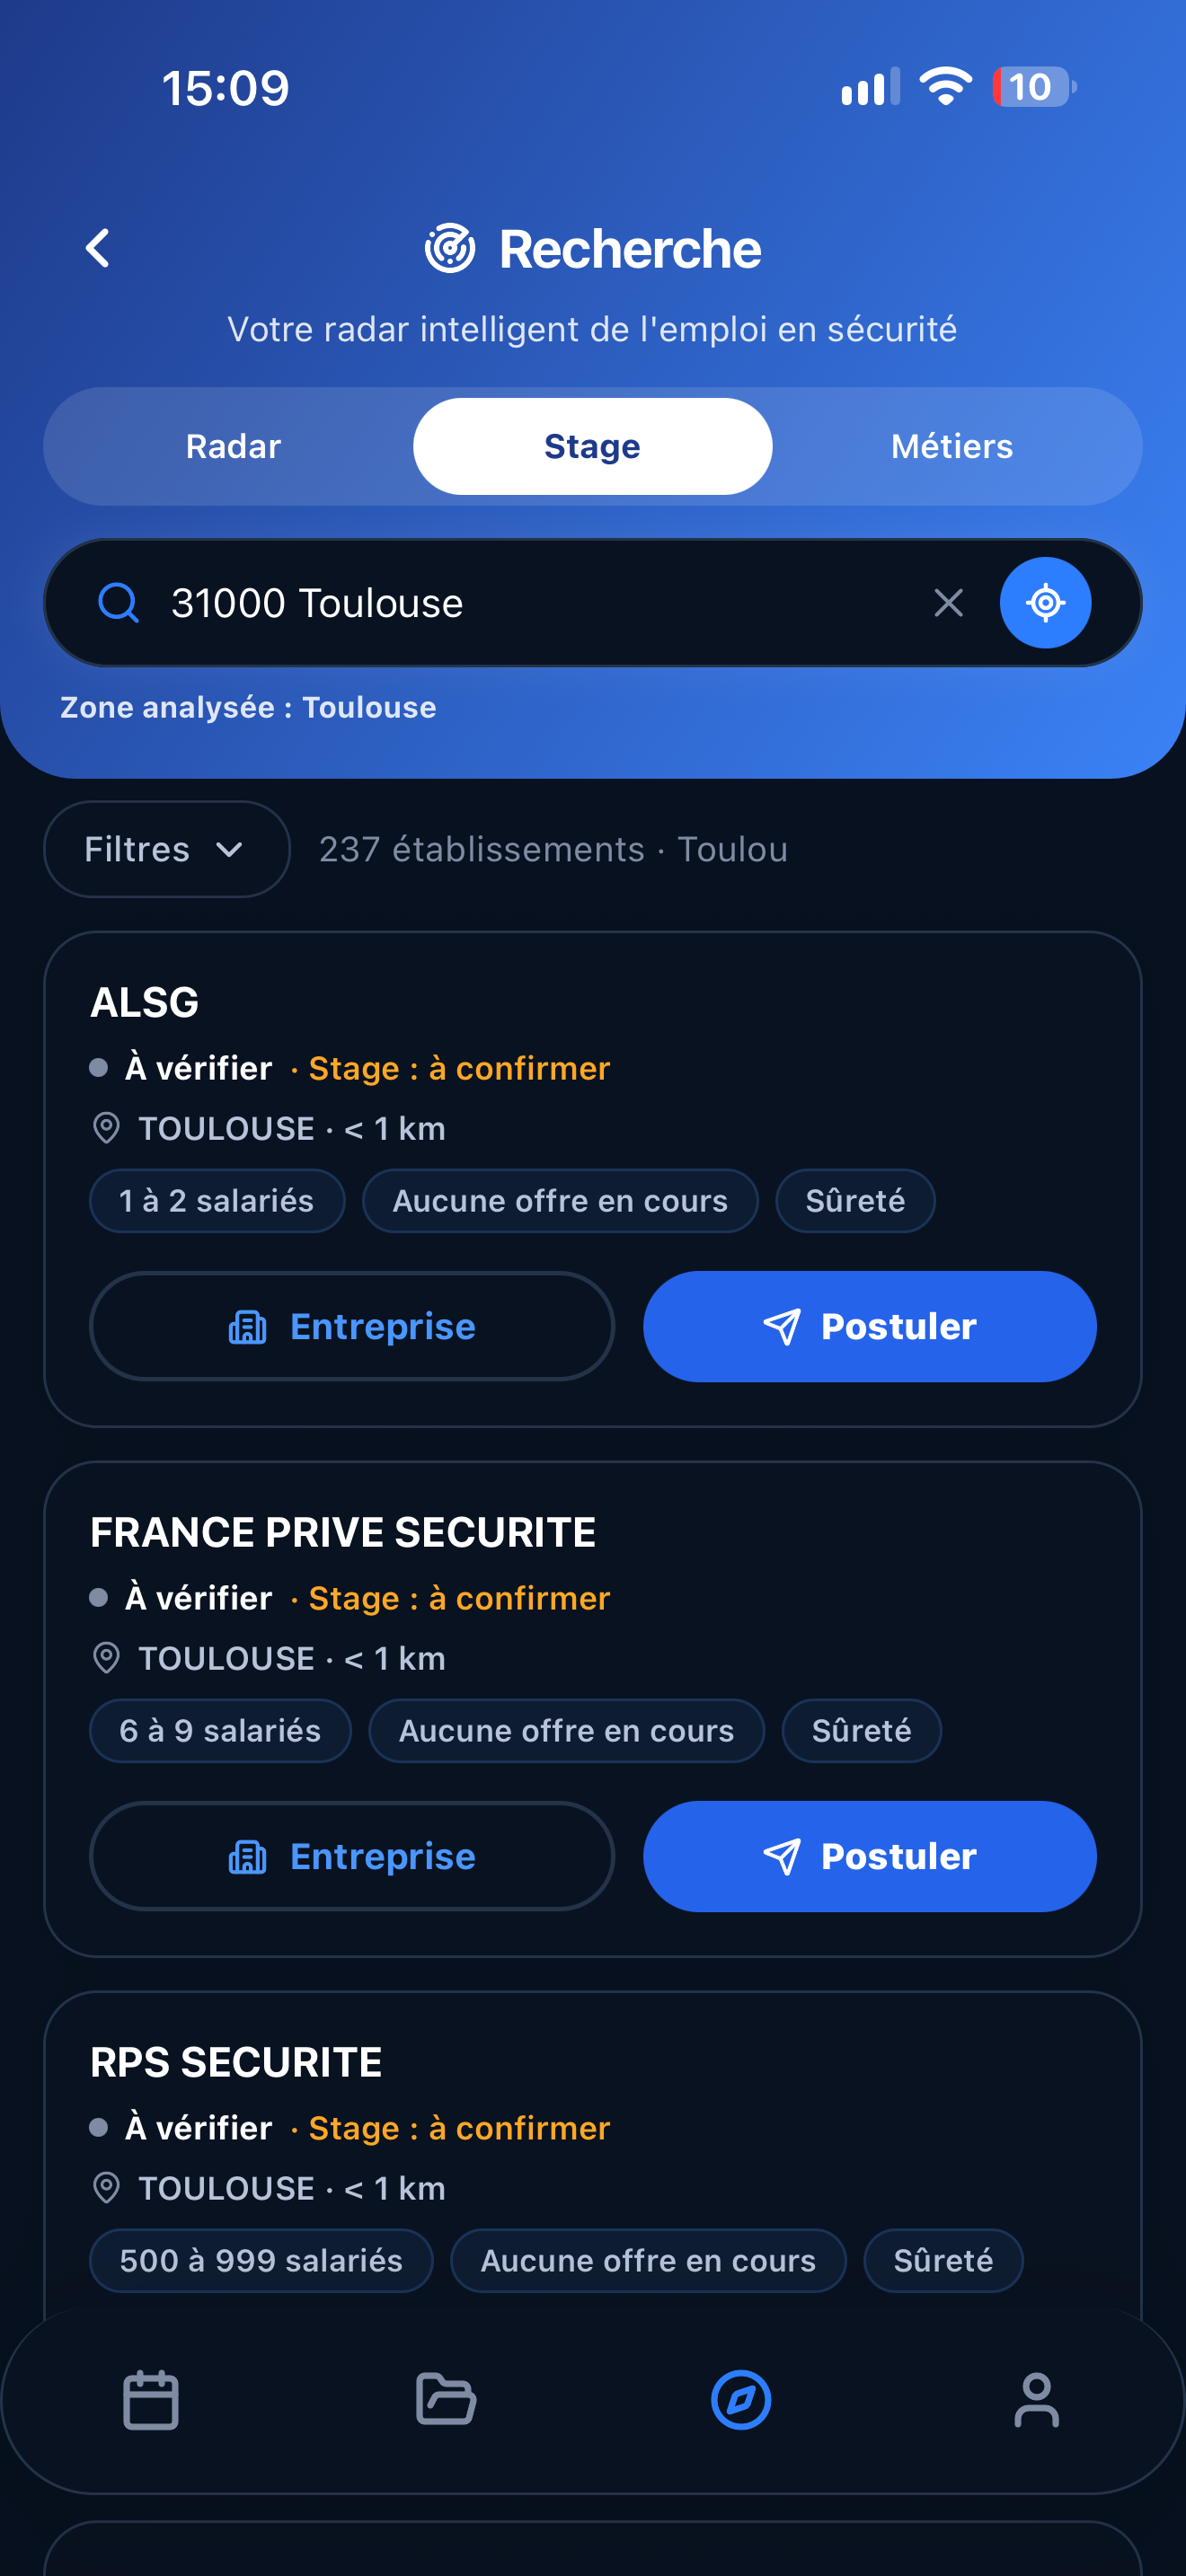 15:09
10
Recherche
Votre radar intelligent de l'emploi en sécurité
Radar Stage Métiers
31000 Toulouse
Zone analysée : Toulouse
Filtres 237 établissements · Toulou
ALSG
À vérifier · Stage : à confirmer
TOULOUSE · < 1 km
1 à 2 salariés Aucune offre en cours Sûreté
Entreprise Postuler
FRANCE PRIVE SECURITE
À vérifier · Stage : à confirmer
TOULOUSE · < 1 km
6 à 9 salariés Aucune offre en cours Sûreté
Entreprise Postuler
RPS SECURITE
À vérifier · Stage : à confirmer
TOULOUSE · < 1 km
500 à 999 salariés Aucune offre en cours Sûreté